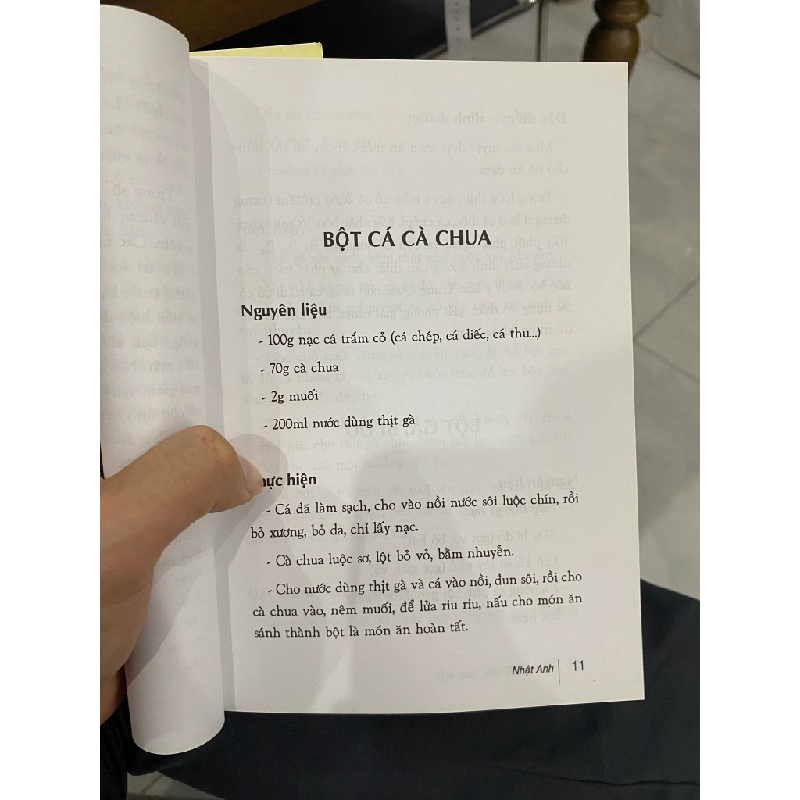 BỘT CÁ CÀ CHUA
Nguyên liệu
- 100g nạc cá trắm cỏ (cá chép, cá diếc, cá thu...)
- 70g cà chua
- 2g muối
- 200ml nước dùng thịt gà
hực hiện
- Cá đã làm sạch, cho vào nồi nước sôi luộc chín, rồi
bỏ xương, bỏ da, chỉ lấy nạc.
- Cà chua luộc sơ, lột bỏ vỏ, bằm nhuyễn.
- Cho nước dùng thịt gà và cá vào nồi, đun sôi, rồi cho
cà chua vào, nêm muối, để lửa riu riu, nấu cho món ăn
sánh thành bột là món ăn hoàn tất.
Nhật Anh 11